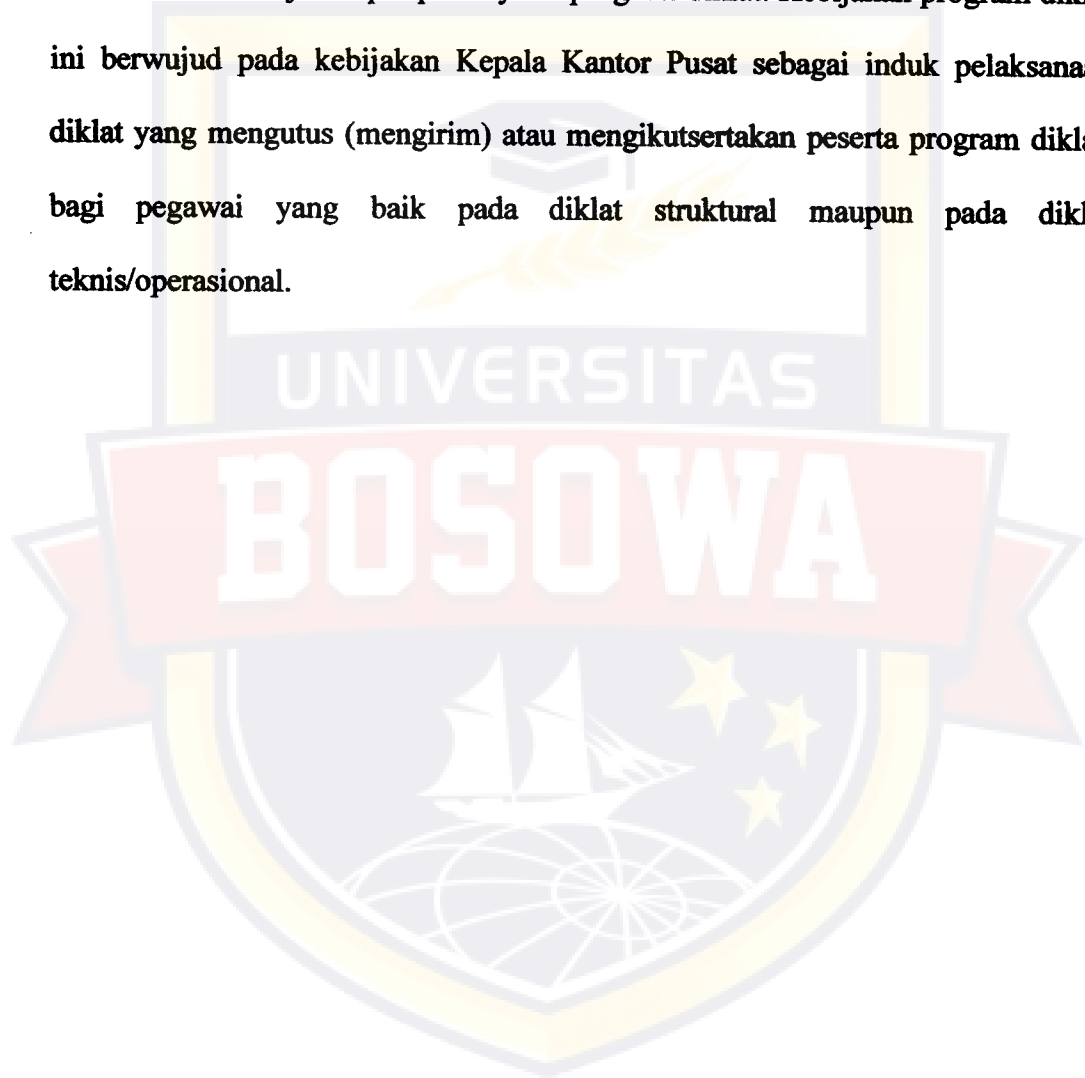 ini berwujud pada kebijakan Kepala Kantor Pusat sebagai induk pelaksana
diklat yang mengutus (mengirim) atau mengikutsertakan peserta program dikla
bagi pegawai yang baik pada diklat struktural maupun pada dikl
teknis/operasional.
UNIVERSITAS
BOSOWA